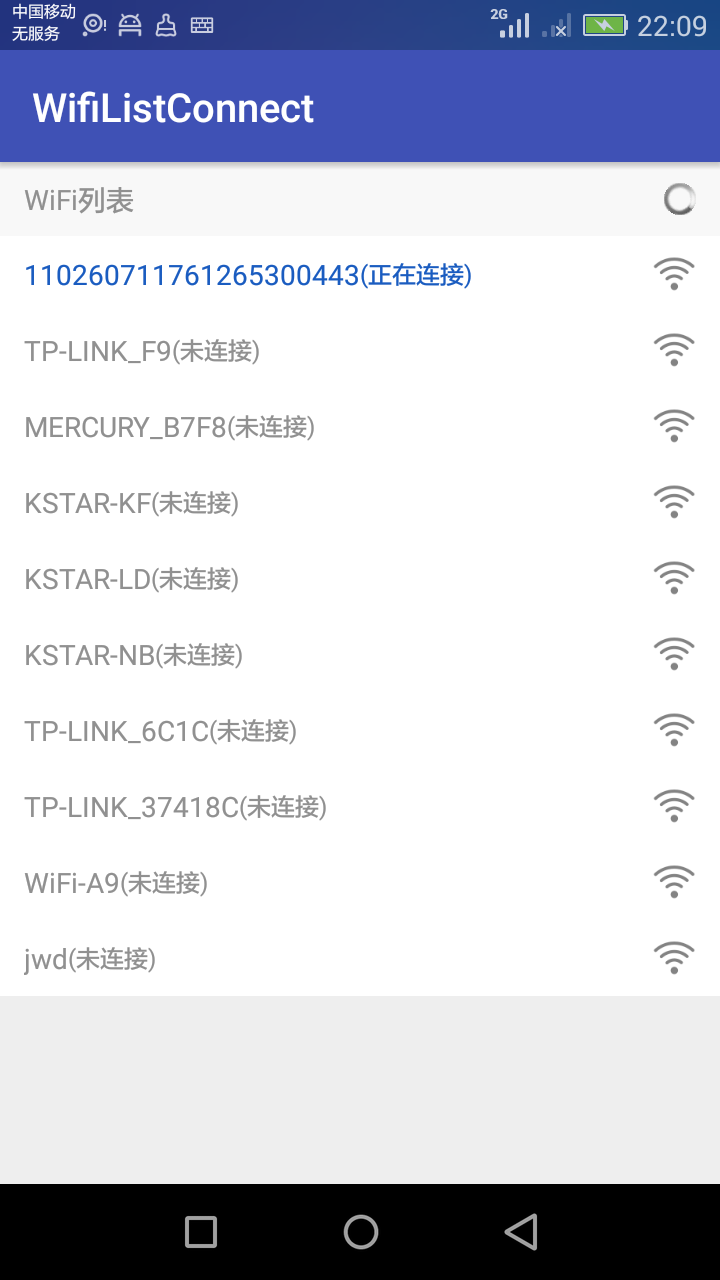 中国移动
无服务
2G
22:09
WifiListConnect
WiFi列表
110260711761265300443(正在连接)
TP-LINK_F9(未连接)
MERCURY_B7F8(未连接)
KSTAR-KF(未连接)
KSTAR-LD(未连接)
KSTAR-NB(未连接)
TP-LINK_6C1C(未连接)
TP-LINK_37418C(未连接)
WiFi-A9(未连接)
jwd(未连接)